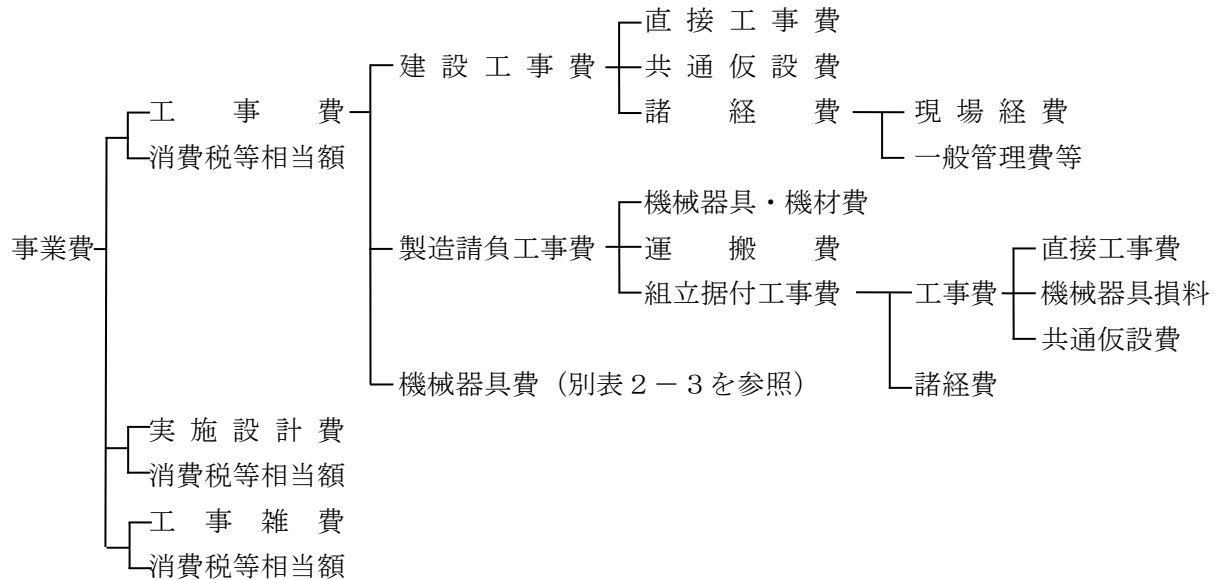 直接工事費
建設工事費 共通仮設費
工事費 諸経費 現場経費
消費税等相当額 一般管理費等
機械器具・機材費
事業費 製造請負工事費 運搬費 直接工事費
組立据付工事費 工事費 機械器具損料
共通仮設費
機械器具費（別表２－３を参照） 諸経費
実施設計費
消費税等相当額
工事雑費
消費税等相当額